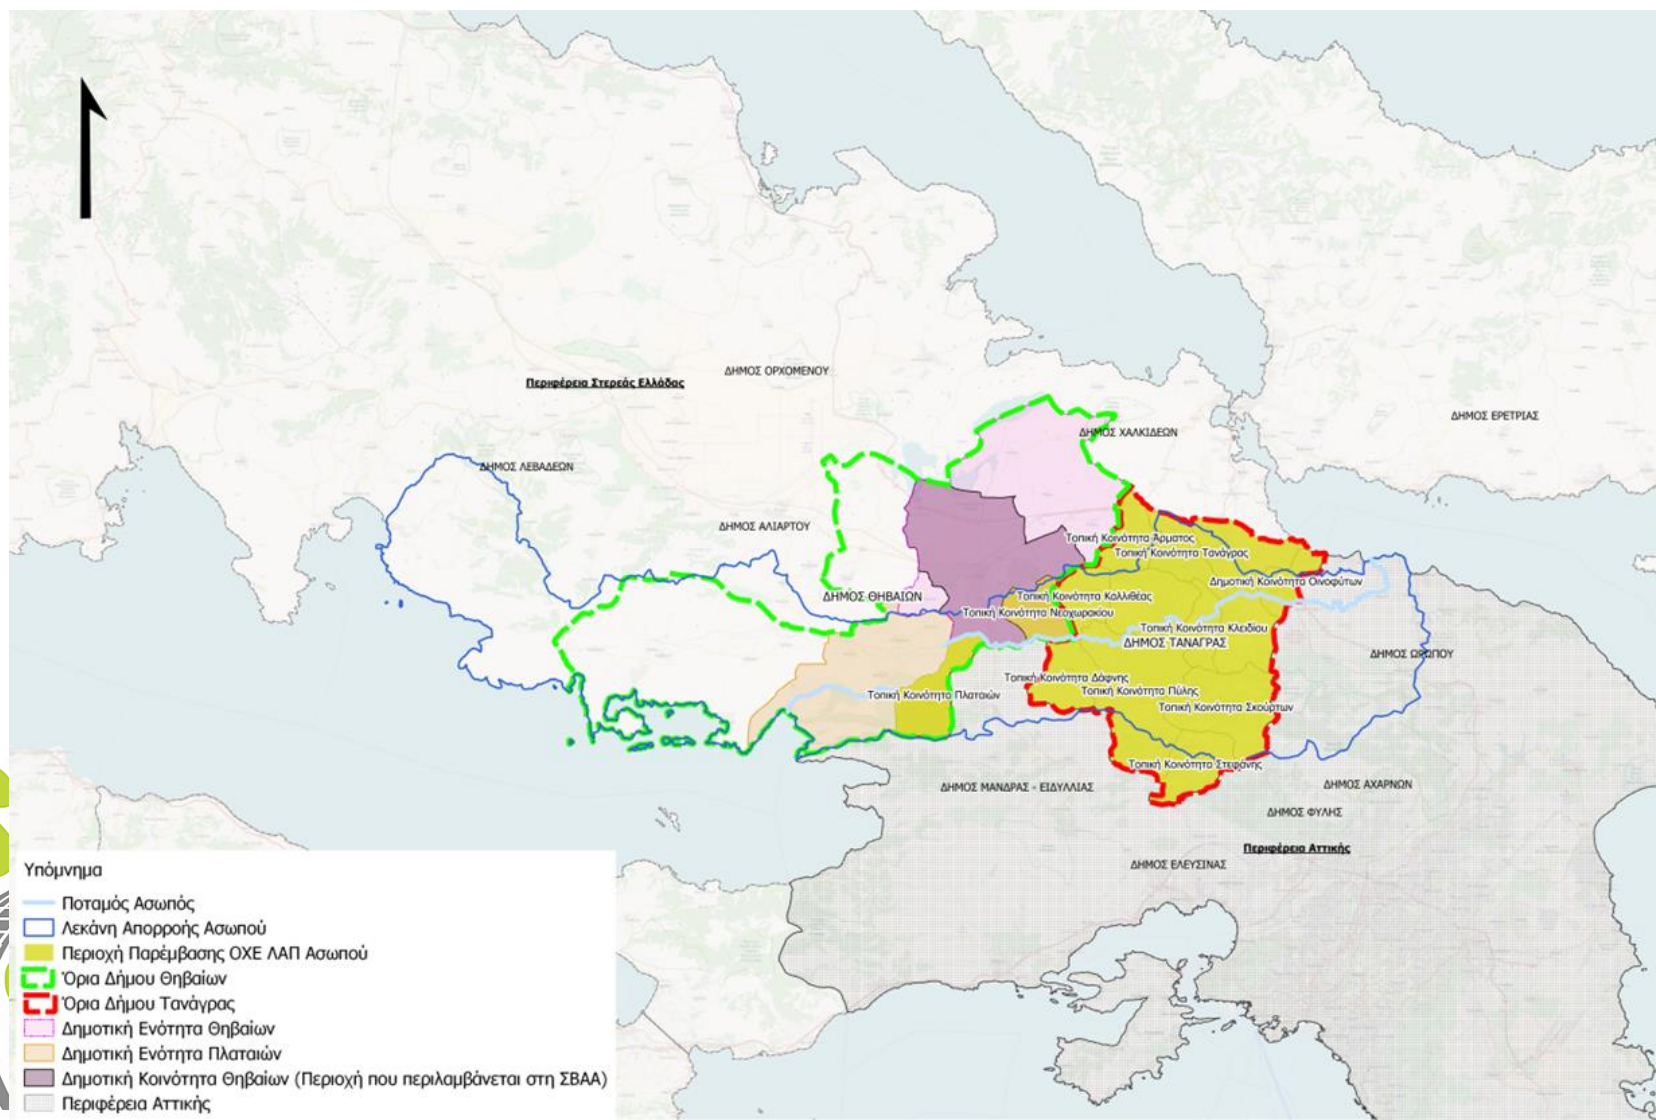 ΔΗΜΟΣ ΟΡΧΟΜΕΝΟΥ
Περιφέρεια Στερεάς Ελλάδας
ΔΗΜΟΣ ΕΡΕΤΡΙΑΣ
ΔΗΜΟΣ ΧΑΛΚΙΔΕΩΝ
ΔΗΜΟΣ ΛΕΒΑΔΕΩΝ
ΔΗΜΟΣ ΑΛΙΑΡΤΟΥ
Τοπική Κοινότητα Άρματος
Τοπική Κοινότητα Τανάγρας
Δημοτική Κοινότητα Οινοφύτων
ΔΗΜΟΣ ΘΗΒΑΙΩΝ
Τοπική Κοινότητα Καλλιθέας
Τοπική Κοινότητα Νεοχωρακίου
Τοπική Κοινότητα Κλειδίου
ΔΗΜΟΣ ΤΑΝΑΓΡΑΣ
ΔΗΜΟΣ ΩΡΩΠΟΥ
Τοπική Κοινότητα Δάφνης
Τοπική Κοινότητα Πλαταιών
Τοπική Κοινότητα Πύλης
Τοπική Κοινότητα Σκούρτων
Τοπική Κοινότητα Στεφάνης
ΔΗΜΟΣ ΜΑΝΔΡΑΣ - ΕΙΔΥΛΛΙΑΣ
ΔΗΜΟΣ ΑΧΑΡΝΩΝ
ΔΗΜΟΣ ΦΥΛΗΣ
Περιφέρεια Αττικής
ΔΗΜΟΣ ΕΛΕΥΣΙΝΑΣ
Υπόμνημα
Ποταμός Ασωπός
Λεκάνη Απορροής Ασωπού
Περιοχή Παρέμβασης ΟΧΕ ΛΑΠ Ασωπού
Όρια Δήμου Θηβαίων
Όρια Δήμου Τανάγρας
Δημοτική Ενότητα Θηβαίων
Δημοτική Ενότητα Πλαταιών
Δημοτική Κοινότητα Θηβαίων (Περιοχή που περιλαμβάνεται στη ΣΒΑΑ)
Περιφέρεια Αττικής